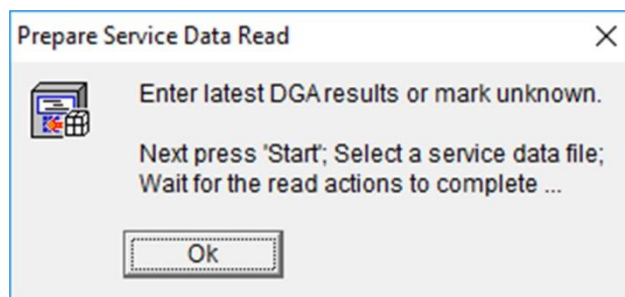 Prepare Service Data Read
Enter latest DGA results or mark unknown.
Next press 'Start'; Select a service data file;
Wait for the read actions to complete ...
Ok